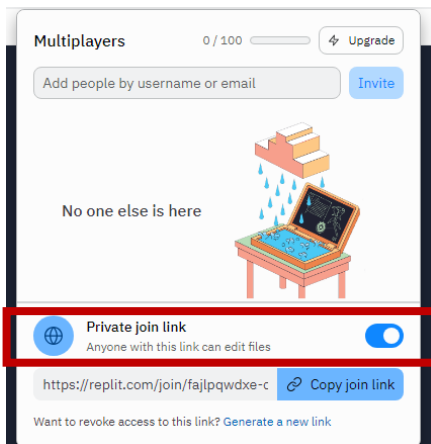 Multiplayers 0 / 100 Upgrade
Add people by username or email Invite
No one else is here
Private join link
Anyone with this link can edit files
https://replit.com/join/fajlpqwdxe-c Copy join link
Want to revoke access to this link? Generate a new link